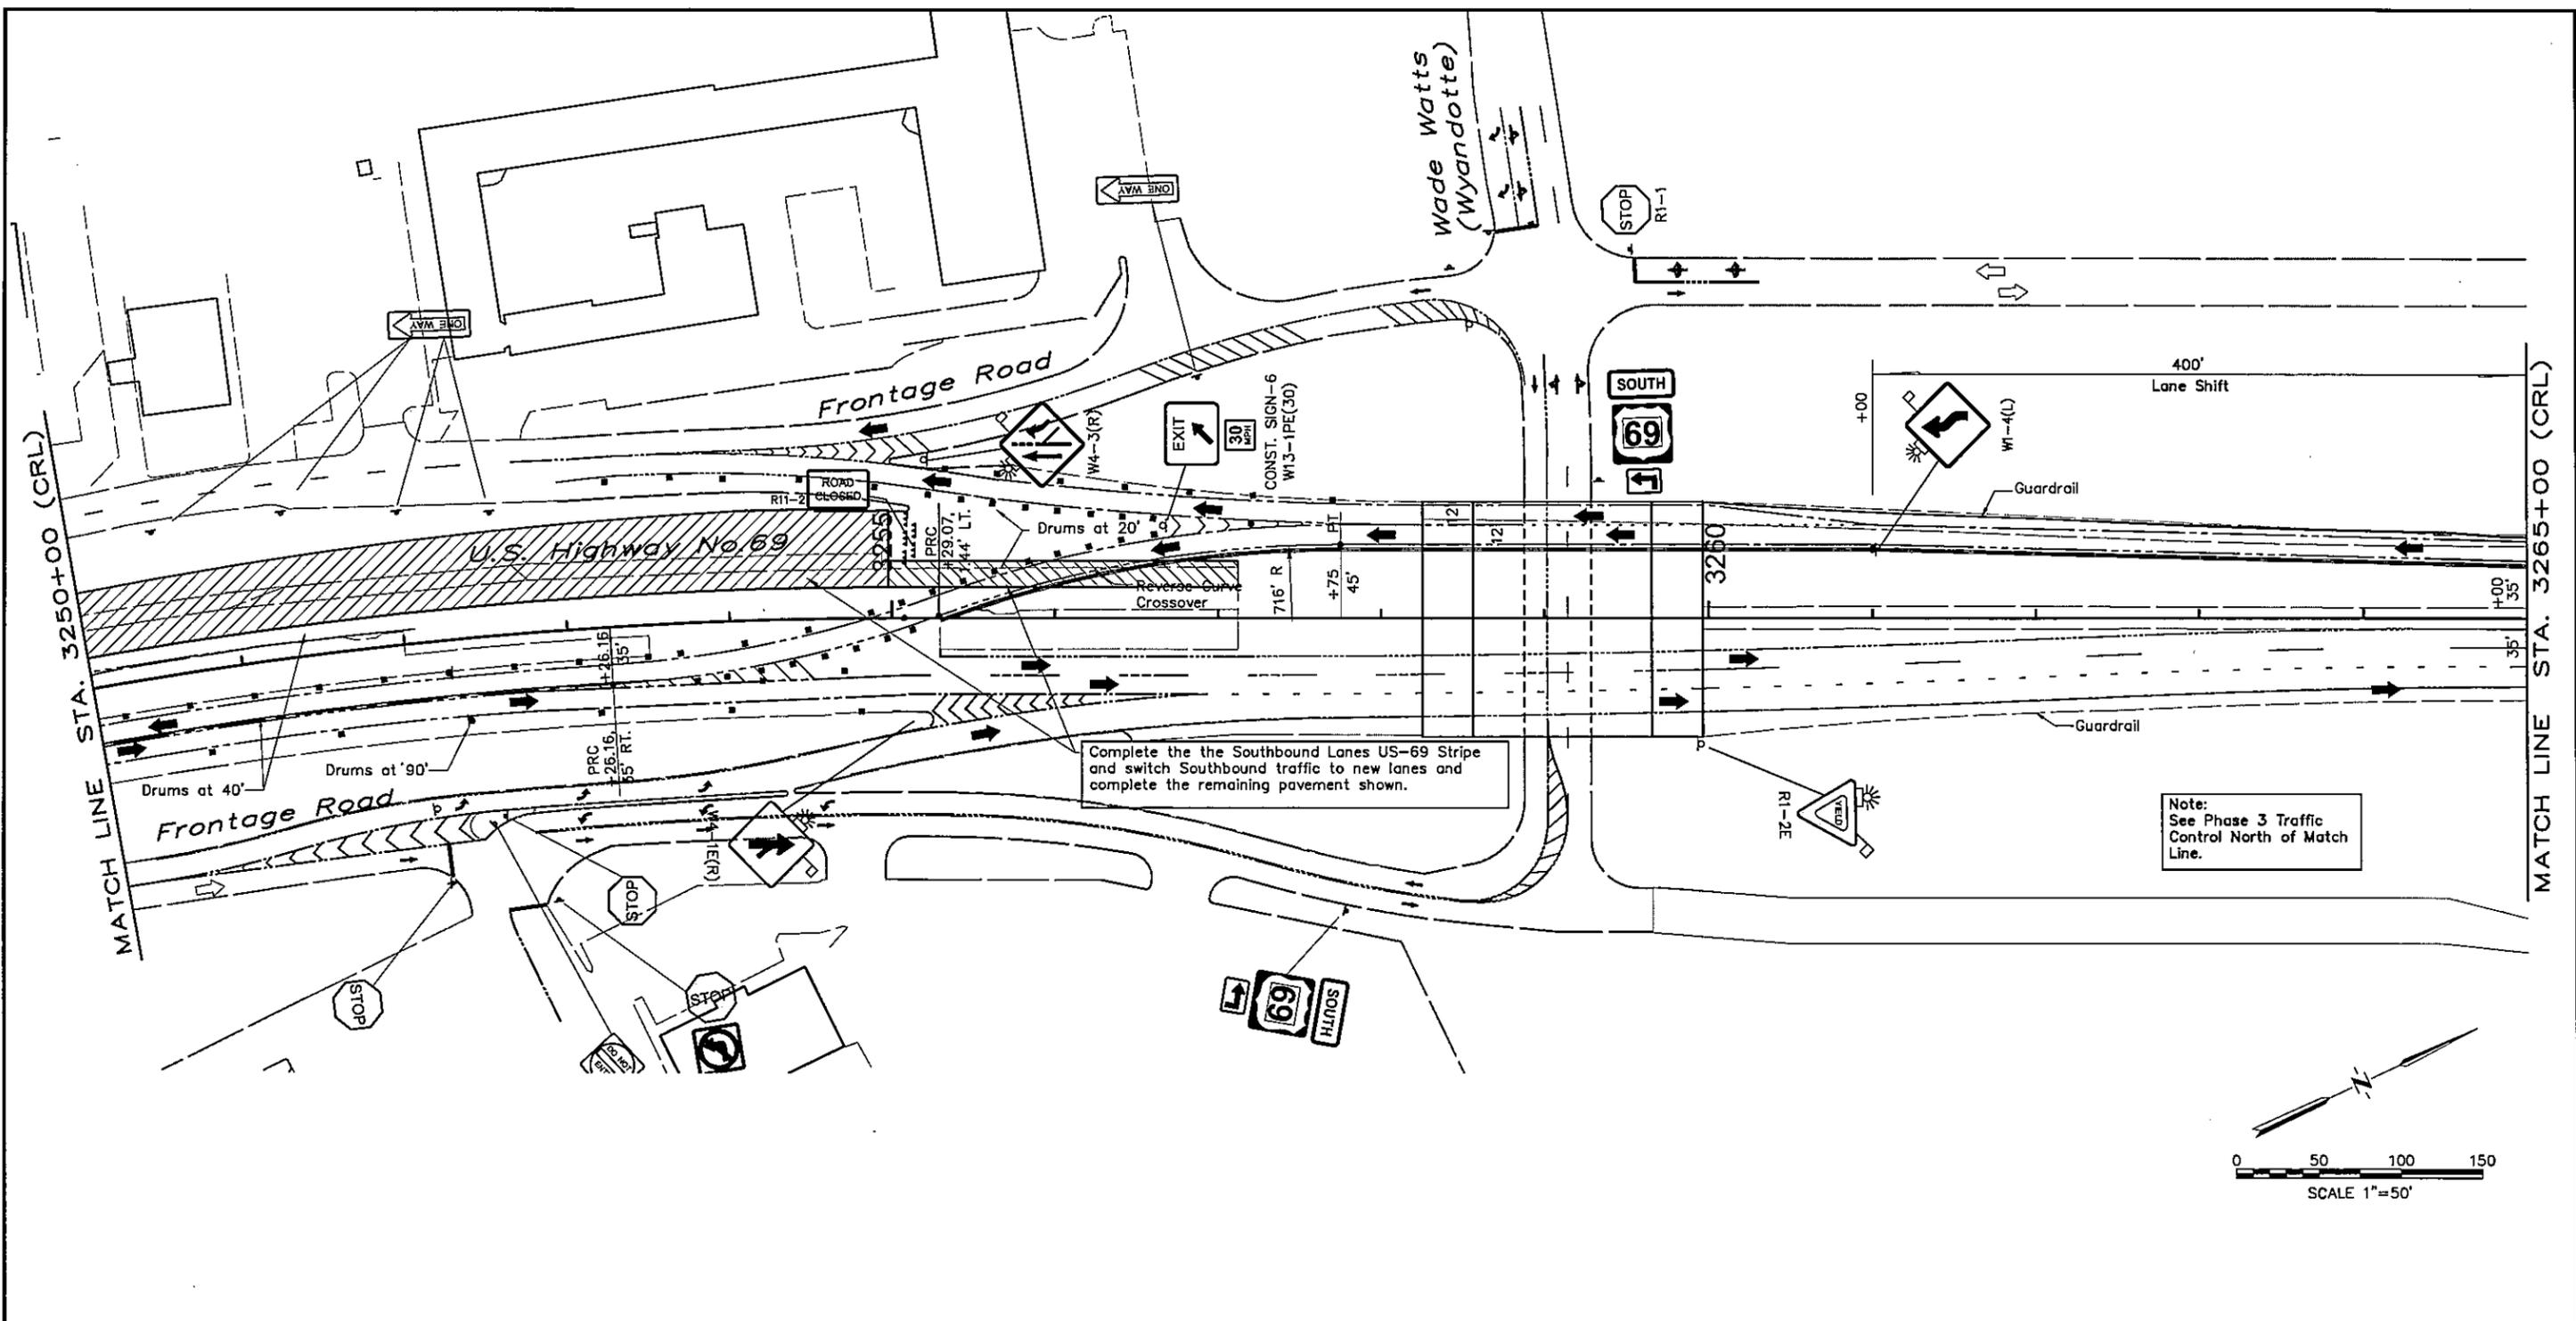 Wade Watts
(Wyandotte)
ONE WAY
STOP
R1-1
ONE WAY
Frontage Road
W4-3(R)
EXIT
30
MPH
CONST. SIGN-6
W13-1PE(30)
SOUTH
69
+00
400'
Lane Shift
W1-4(L)
Guardrail
ROAD
CLOSED
R11-2
U.S. Highway No.69
3255
PRC
+29.07,
1.44' LT.
Drums at 20'
Reverse Curve
Crossover
716' R
PT
+75
45'
12'
12'
3260
+00
35'
35'
MATCH LINE STA. 3250+00 (CRL)
MATCH LINE STA. 3265+00 (CRL)
+26.16
35'
PRC
+26.16,
35' RT.
Drums at '90'
Drums at 40'
Frontage Road
Complete the the Southbound Lanes US-69 Stripe
and switch Southbound traffic to new lanes and
complete the remaining pavement shown.
Guardrail
YIELD
R1-2E
Note:
See Phase 3 Traffic
Control North of Match
Line.
W4-1E(R)
STOP
STOP
STOP
DO NOT
ENT
69
SOUTH
N
0 50 100 150
SCALE 1"=50'